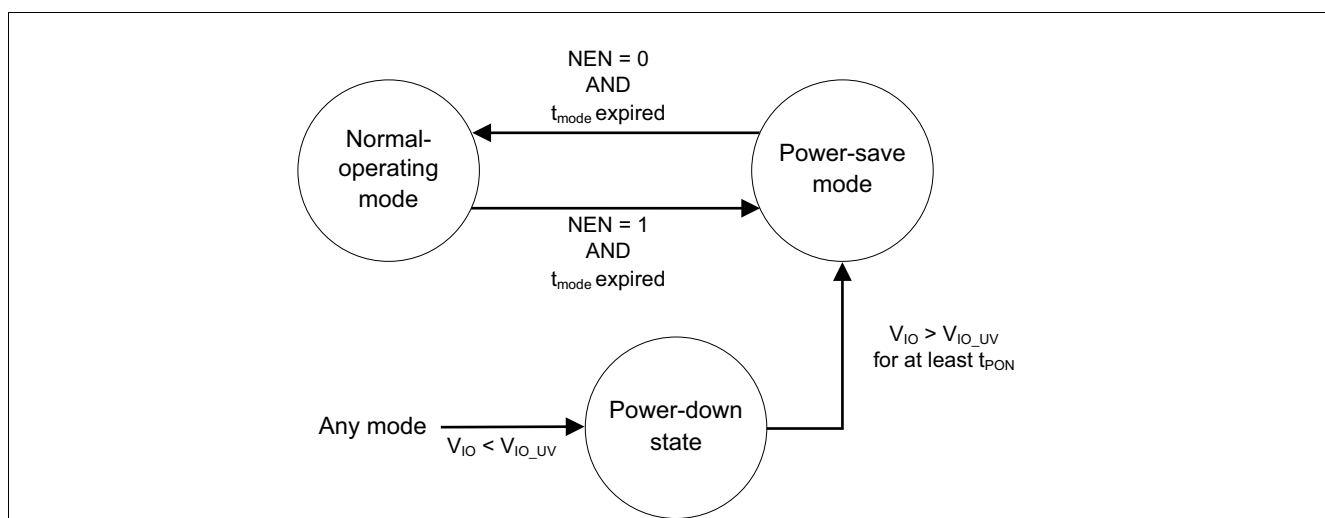 NEN = 0
AND
t_mode expired
Normal-
operating
mode
Power-save
mode
NEN = 1
AND
t_mode expired
V_IO > V_IO_UV
for at least t_PON
Power-down
state
Any mode
V_IO < V_IO_UV